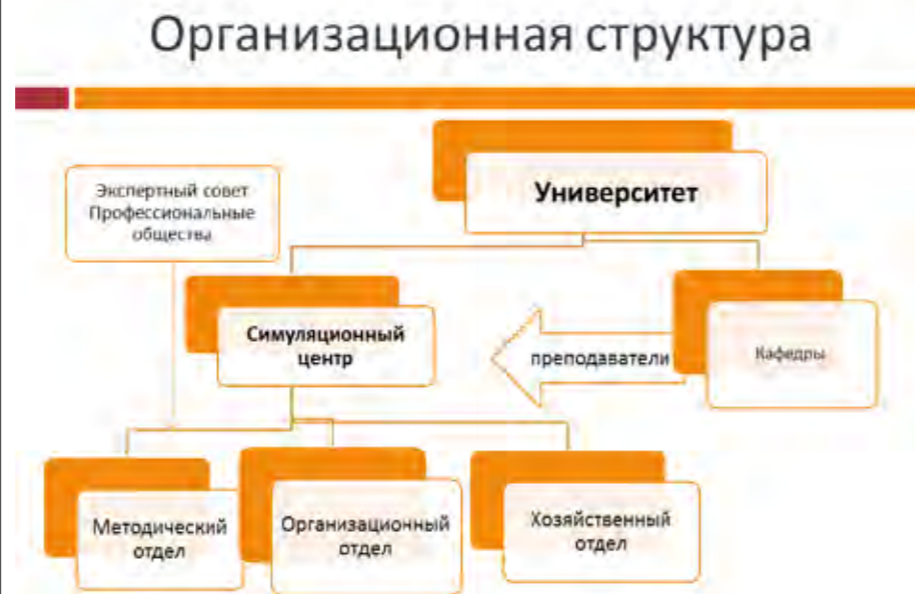 Организационная структура
Экспертный совет
Профессиональные
общества
Университет
Симуляционный
центр
преподаватели
Кафедры
Методический
отдел
Организационный
отдел
Хозяйственный
отдел